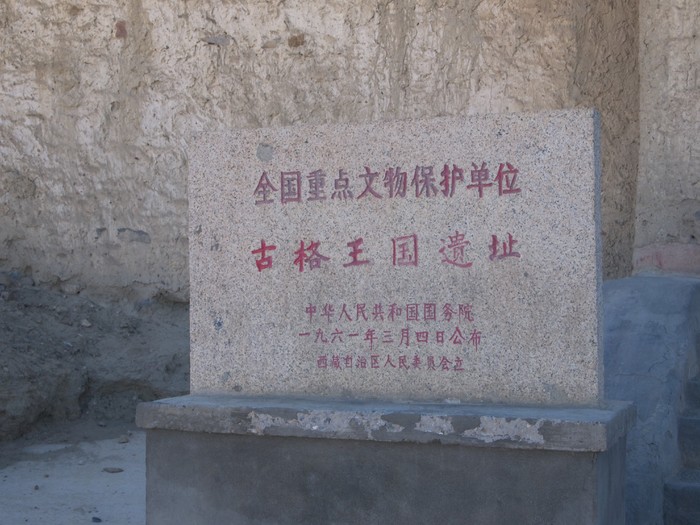 全国重点文物保护单位
古格王国遗址
中华人民共和国国务院
一九六一年三月四日公布
西藏自治区人民委员会立